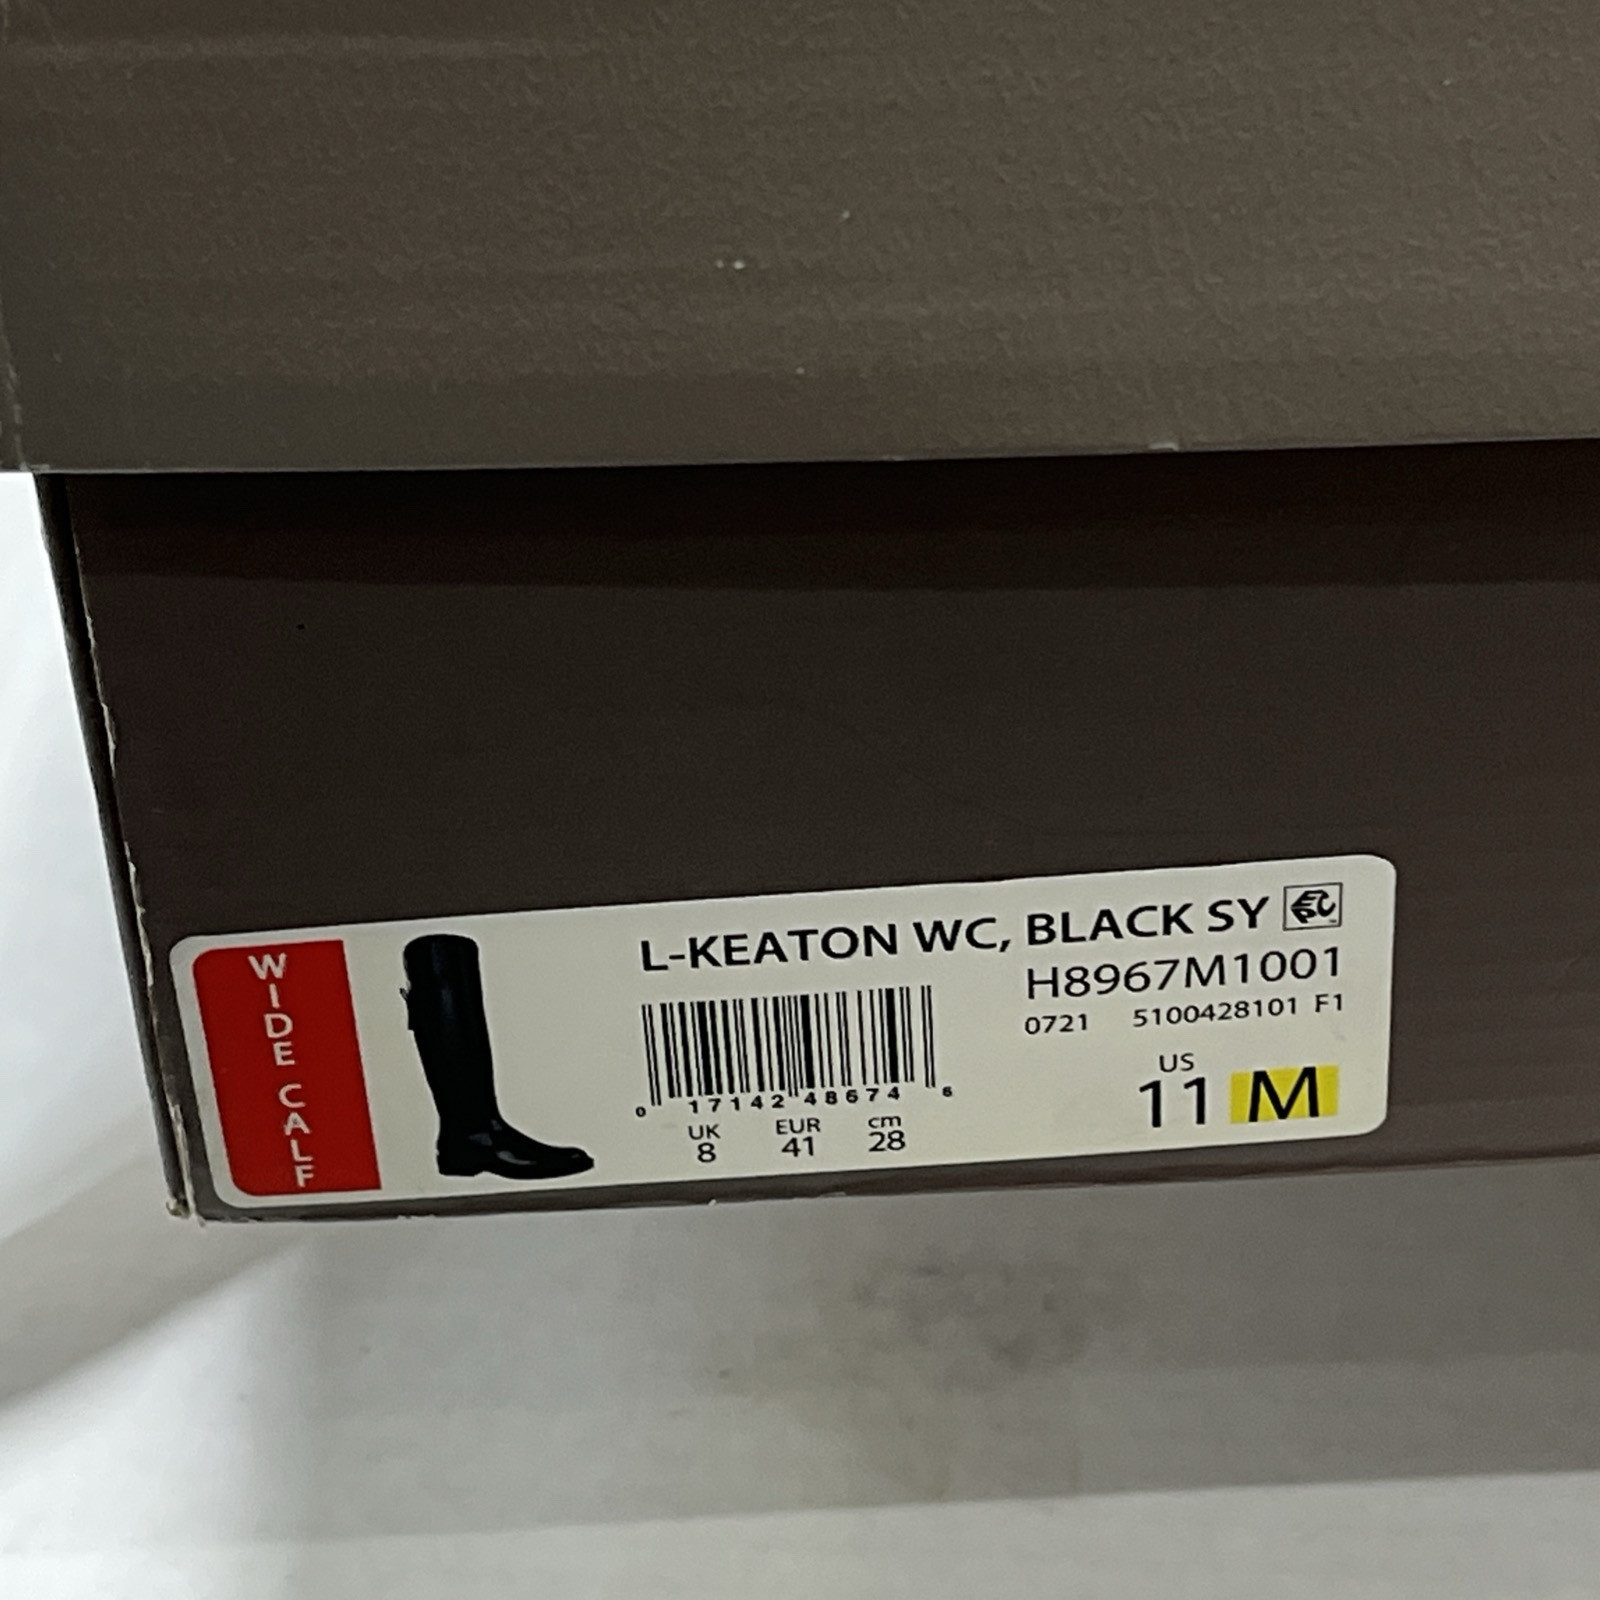 WIDE CALF
L-KEATON WC, BLACK SY
H8967M1001
0721 5100428101 F1
0 17142 48674 6
UK EUR cm
8 41 28
US
11 M